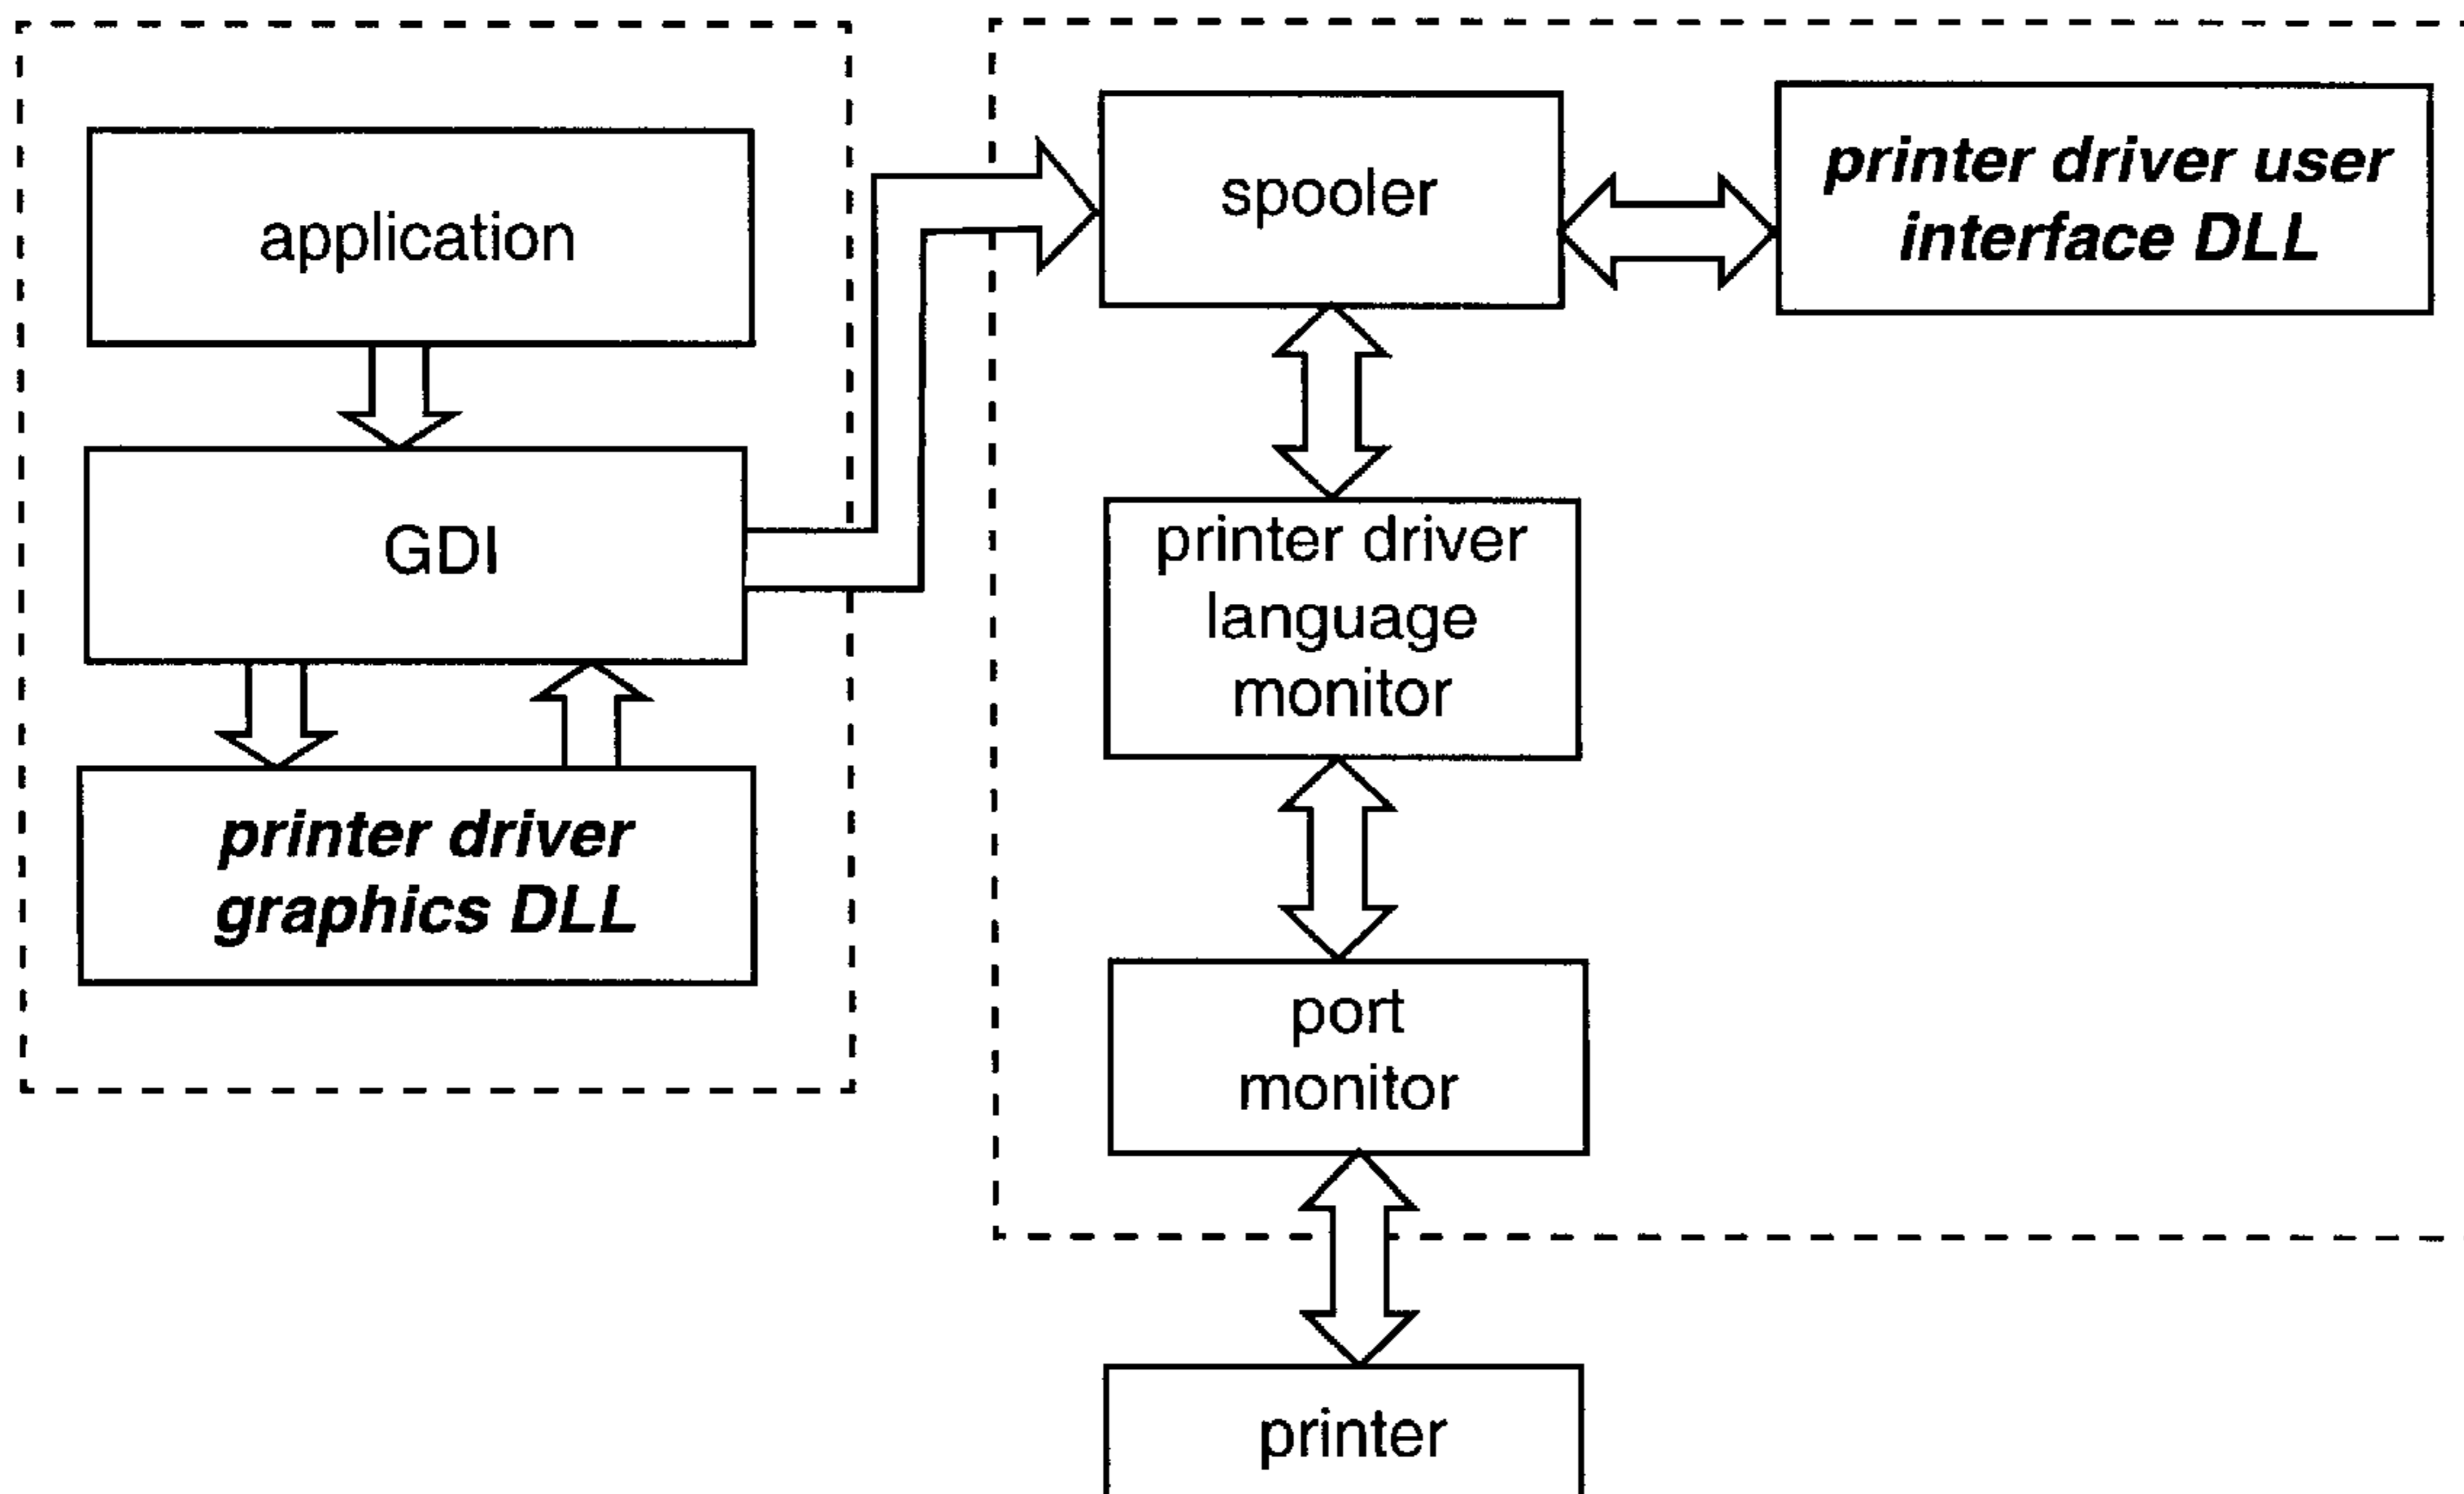 application
GDI
printer driver
graphics DLL
spooler
printer driver user
interface DLL
printer driver
language
monitor
port
monitor
printer